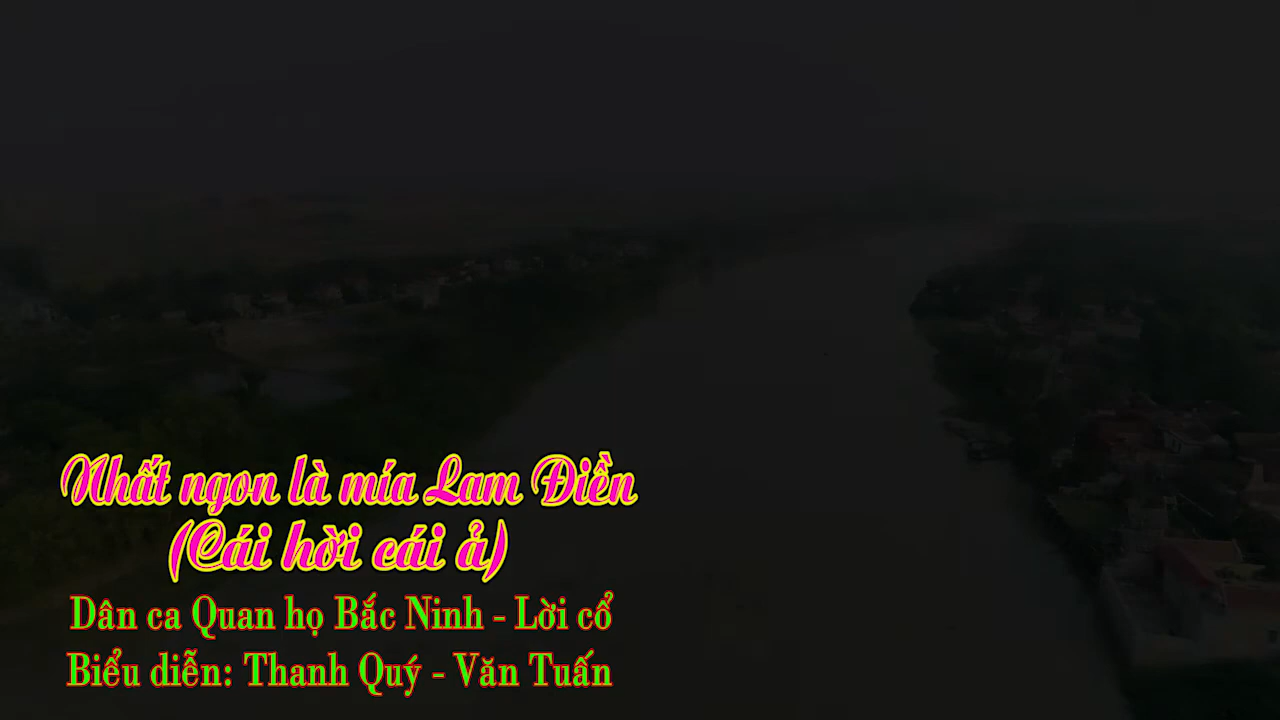 Nhất ngon là mía Lam Điền
(Cái hời cái ả)
Dân ca Quan họ Bắc Ninh - Lời cổ
Biểu diễn: Thanh Quý - Văn Tuấn